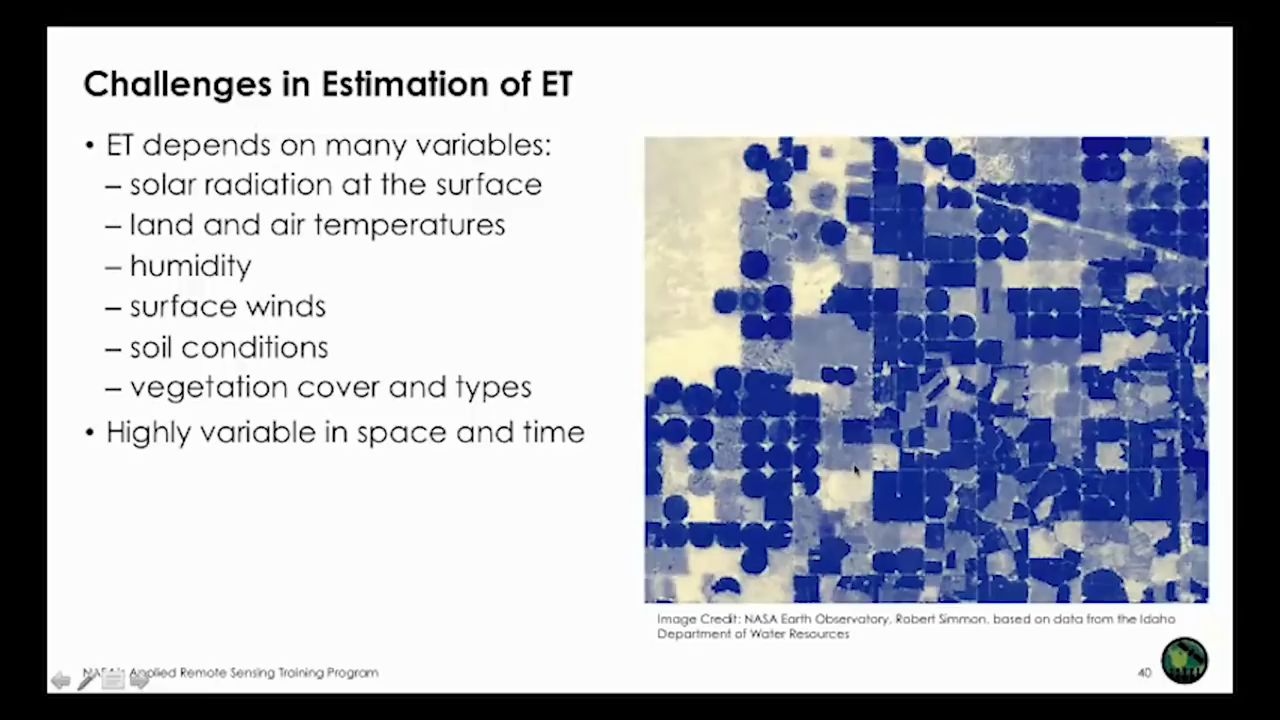 Challenges in Estimation of ET
• ET depends on many variables:
– solar radiation at the surface
– land and air temperatures
– humidity
– surface winds
– soil conditions
– vegetation cover and types
• Highly variable in space and time
Image Credit: NASA Earth Observatory, Robert Simmon, based on data from the Idaho
Department of Water Resources
NASA's Applied Remote Sensing Training Program
40